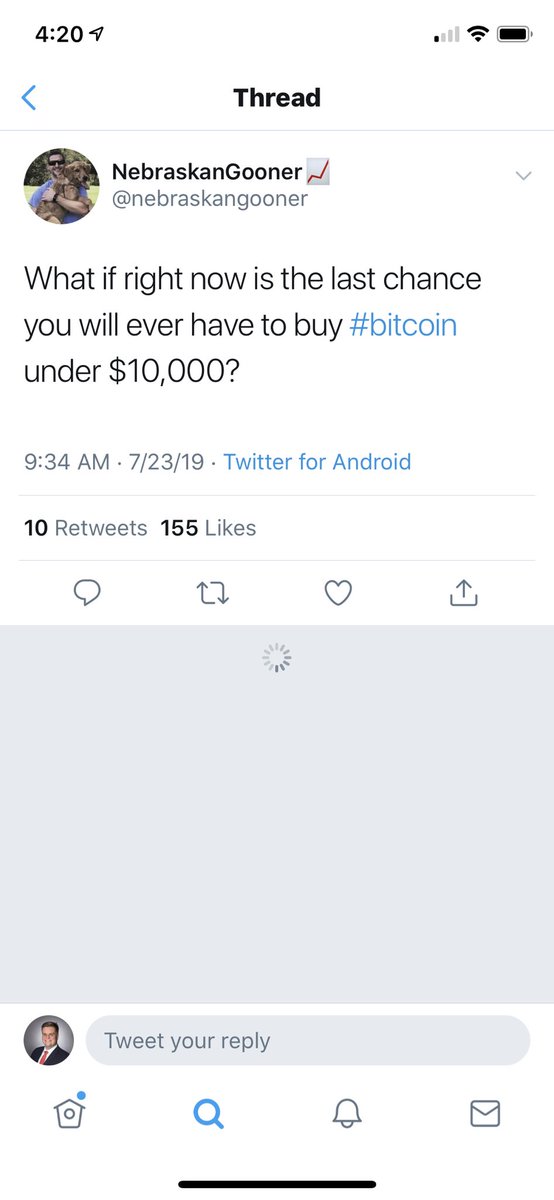 4:20
Thread
NebraskanGooner📈
@nebraskangooner
What if right now is the last chance
you will ever have to buy #bitcoin
under $10,000?
9:34 AM · 7/23/19 · Twitter for Android
10 Retweets 155 Likes
Tweet your reply